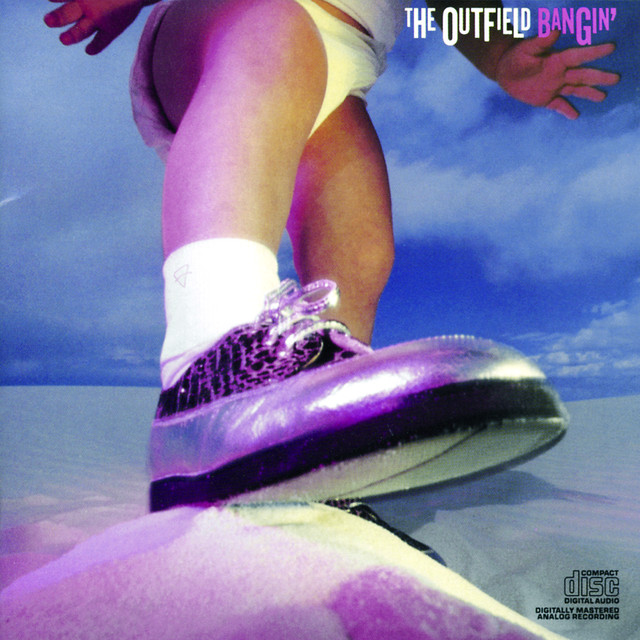 THE OUTFIELD BANGIN'
COMPACT
disc
DIGITAL AUDIO
DIGITALLY MASTERED
ANALOG RECORDING